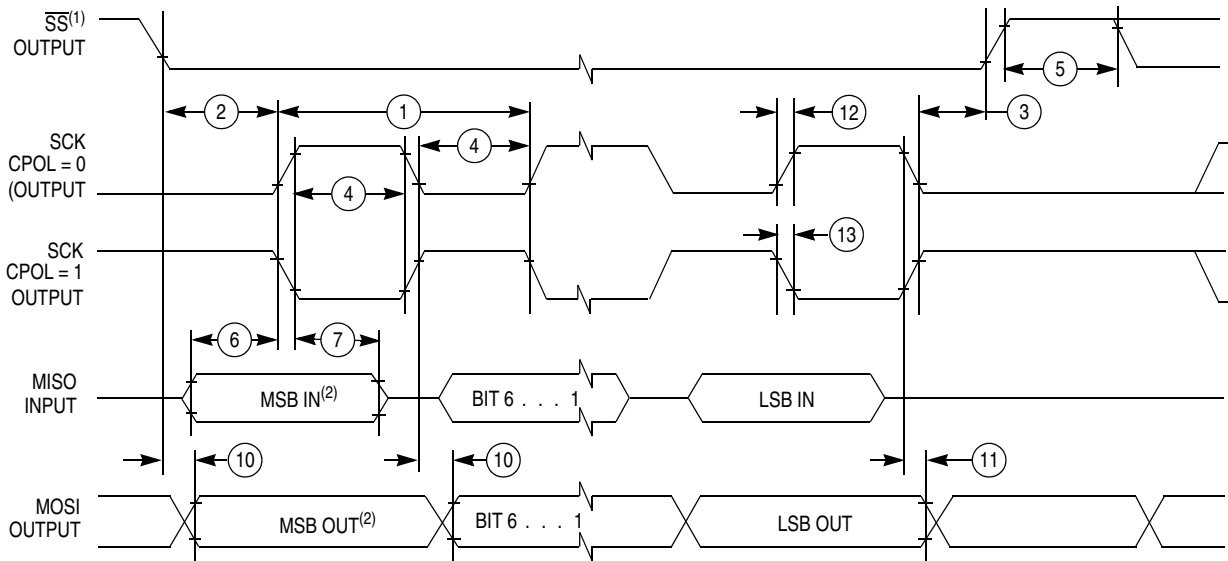 SS(1)
OUTPUT
5
2
1
12
3
SCK
CPOL = 0
(OUTPUT
4
4
SCK
CPOL = 1
OUTPUT
13
6
7
MISO
INPUT
MSB IN(2)
BIT 6 . . . 1
LSB IN
10
10
11
MOSI
OUTPUT
MSB OUT(2)
BIT 6 . . . 1
LSB OUT